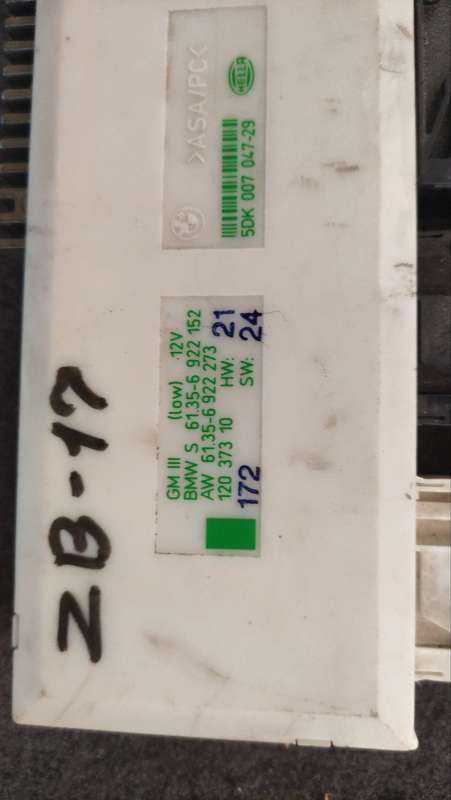 >ASA/PC<
HELLA
5DK 007 047-29
GM III (low) 12V
BMW S 61.35-6 922 152
AW 61.35-6 922 273
120 373 10 HW: 21
172 SW: 24
ZB-17